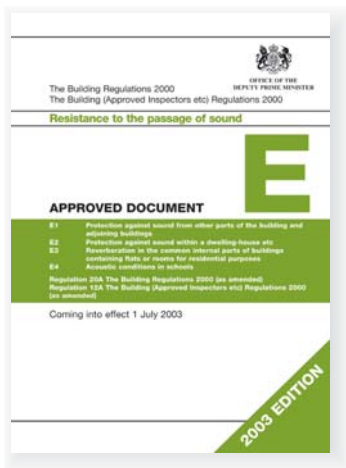 OFFICE OF THE
DEPUTY PRIME MINISTER
The Building Regulations 2000
The Building (Approved Inspectors etc) Regulations 2000
Resistance to the passage of sound
E
APPROVED DOCUMENT
E1 Protection against sound from other parts of the building and
adjoining buildings
E2 Protection against sound within a dwelling-house etc
E3 Reverberation in the common internal parts of buildings
containing flats or rooms for residential purposes
E4 Acoustic conditions in schools
Regulation 20A The Building Regulations 2000 (as amended)
Regulation 12A The Building (Approved Inspectors etc) Regulations 2000
(as amended)
Coming into effect 1 July 2003
2003 EDITION